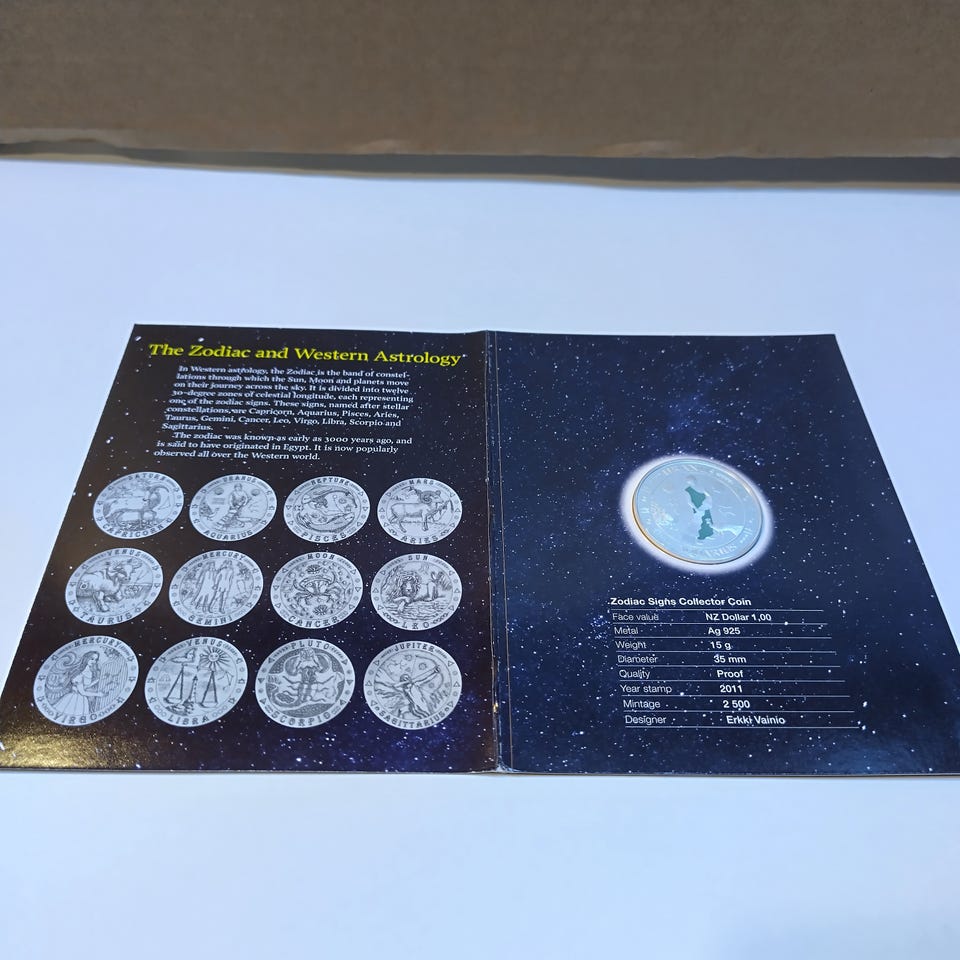 The Zodiac and Western Astrology
In Western astrology, the Zodiac is the band of constel-
lations through which the Sun, Moon and planets move
on their journey across the sky. It is divided into twelve
30-degree zones of celestial longitude, each representing
one of the zodiac signs. These signs, named after stellar
constellations, are Capricorn, Aquarius, Pisces, Aries,
Taurus, Gemini, Cancer, Leo, Virgo, Libra, Scorpio and
Sagittarius.
The zodiac was known as early as 3000 years ago, and
is said to have originated in Egypt. It is now popularly
observed all over the Western world.
SATURN
CAPRICORN
URANUS
AQUARIUS
NEPTUNE
PISCES
MARS
ARIES
VENUS
TAURUS
MERCURY
GEMINI
MOON
CANCER
SUN
LEO
MERCURY
VIRGO
VENUS
LIBRA
PLUTO
SCORPIO
JUPITER
SAGITTARIUS
Zodiac Signs Collector Coin
Face value NZ Dollar 1,00
Metal Ag 925
Weight 15 g
Diameter 35 mm
Quality Proof
Year stamp 2011
Mintage 2 500
Designer Erkki Vainio